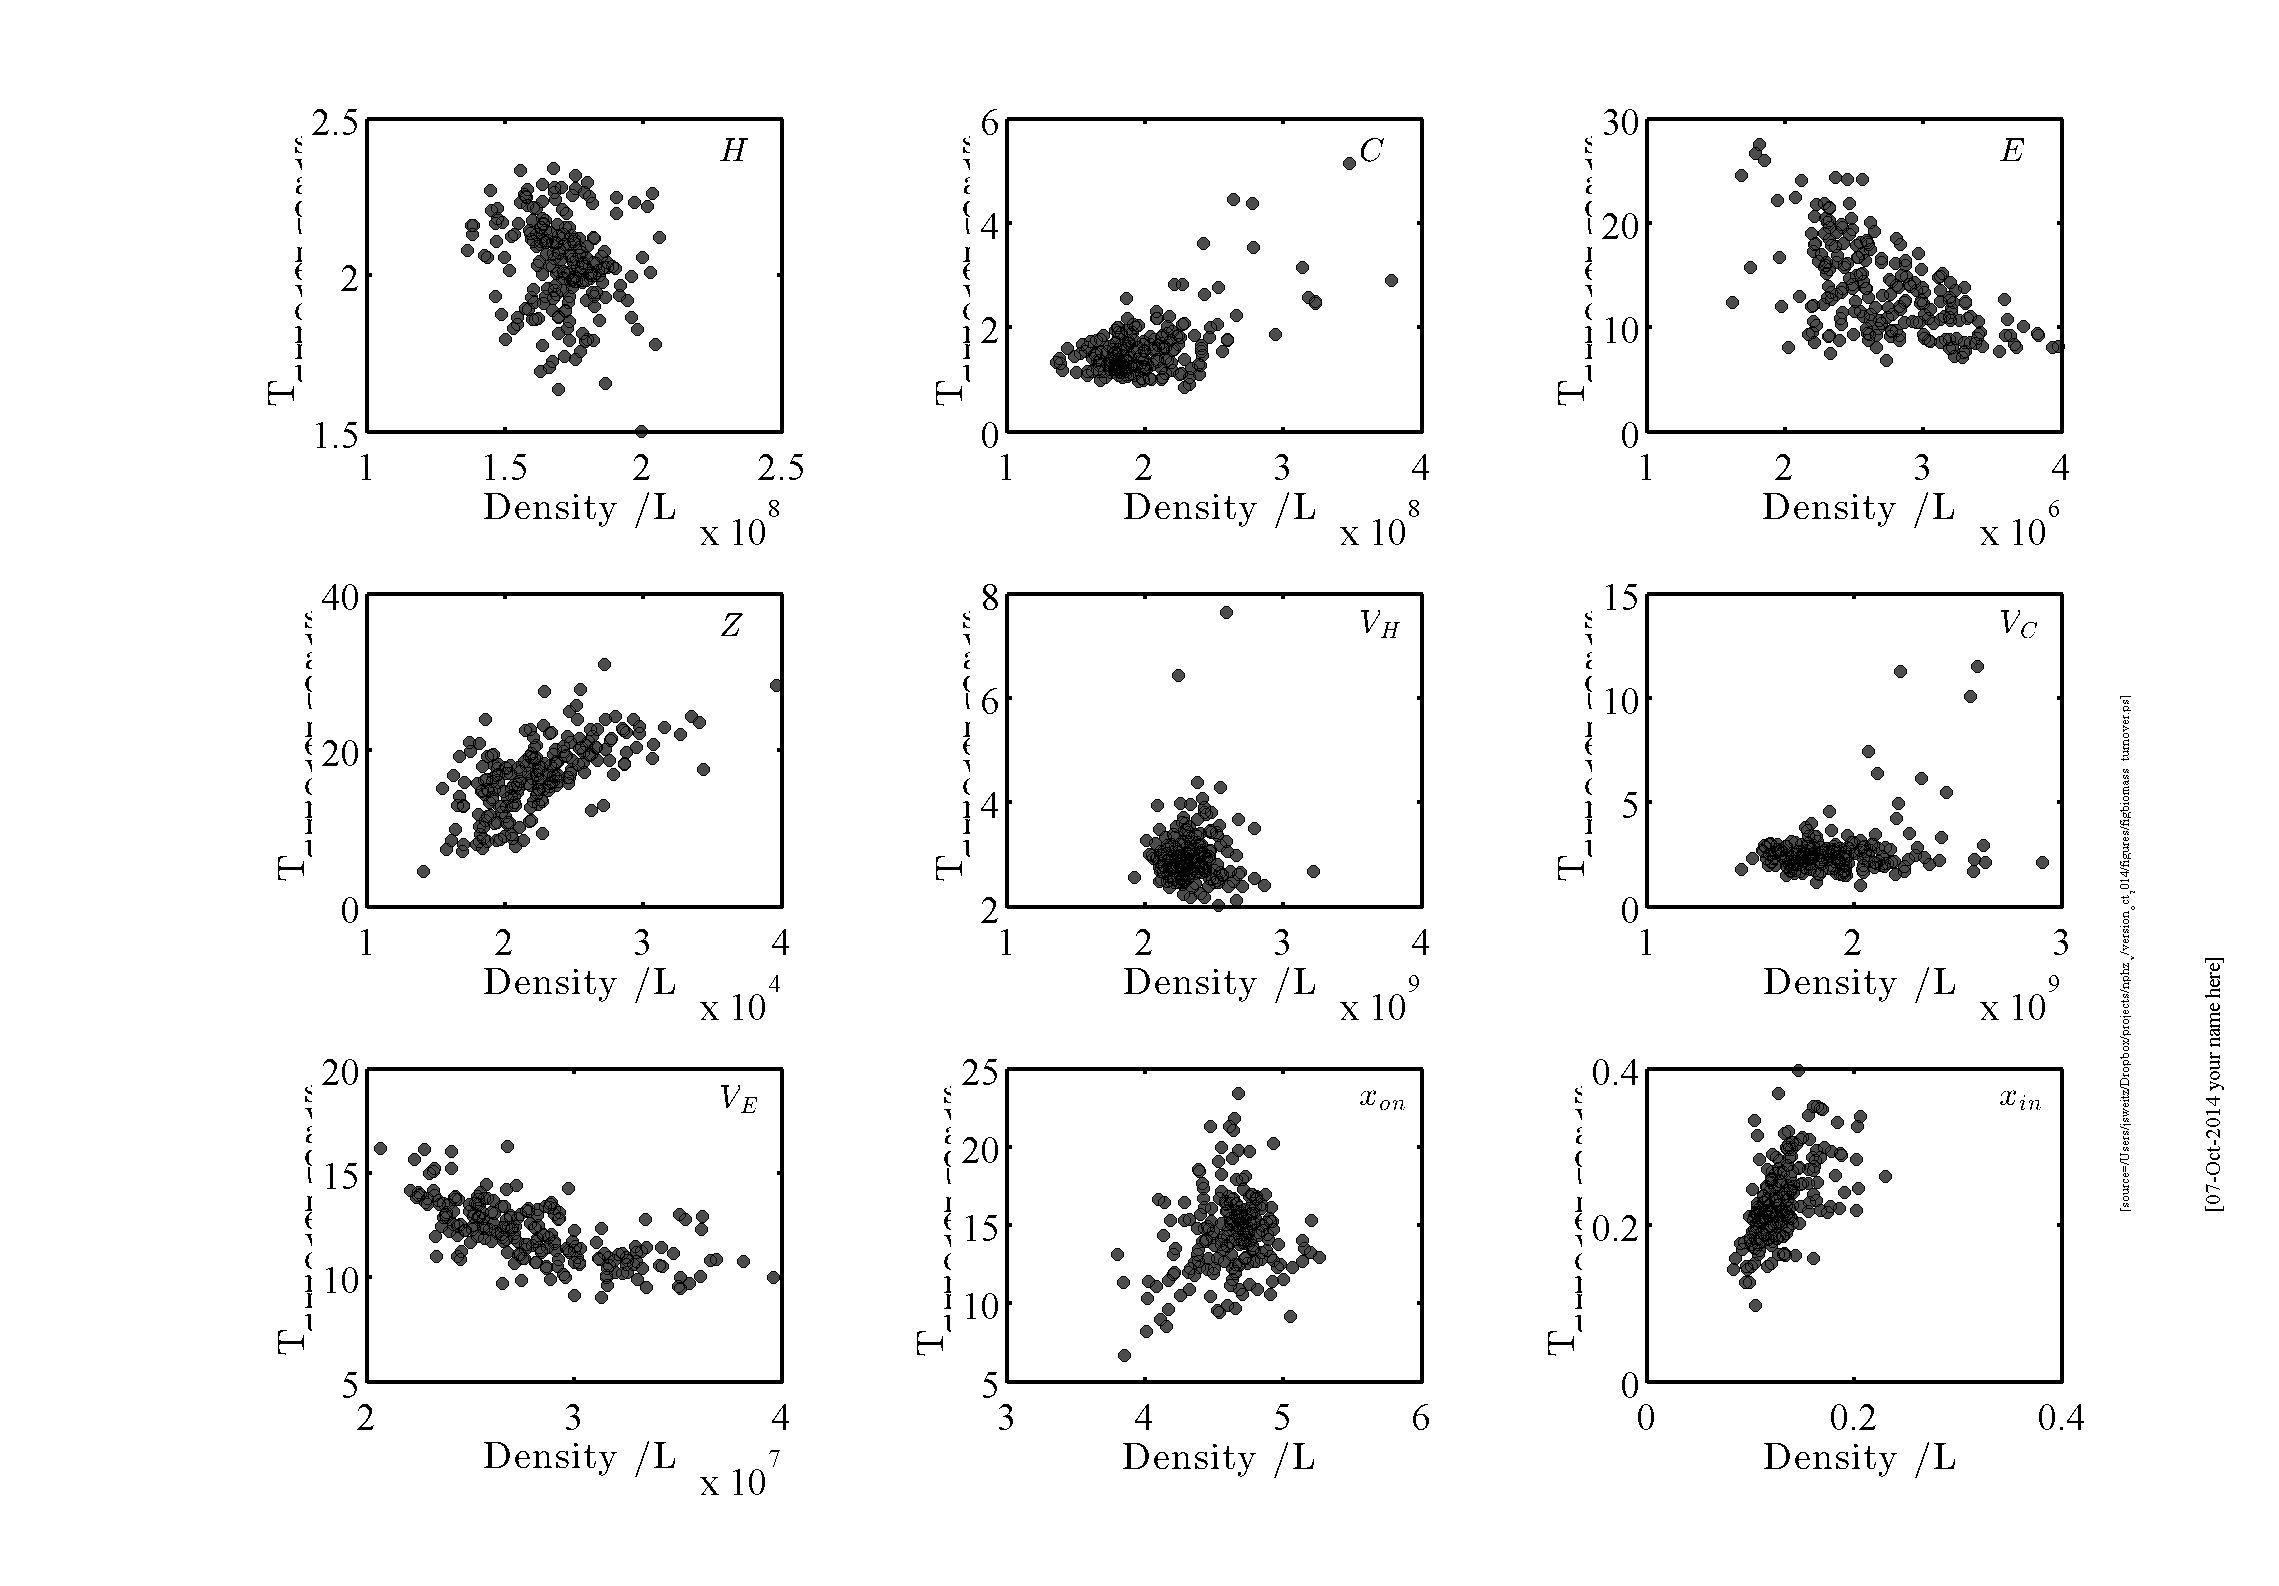 2.5
2
1.5
1 1.5 2 2.5
Density /L
x 10^8
H
6
4
2
0
1 2 3 4
Density /L
x 10^8
C
30
20
10
0
1 2 3 4
Density /L
x 10^6
E
40
20
0
1 2 3 4
Density /L
x 10^4
Z
8
6
4
2
1 2 3 4
Density /L
x 10^9
V_H
15
10
5
0
1 2 3
Density /L
x 10^9
V_C
20
15
10
5
2 3 4
Density /L
x 10^7
V_E
25
20
15
10
5
3 4 5 6
Density /L
x_on
0.4
0.2
0
0 0.2 0.4
Density /L
x_in
[07-Oct-2014 your name here]